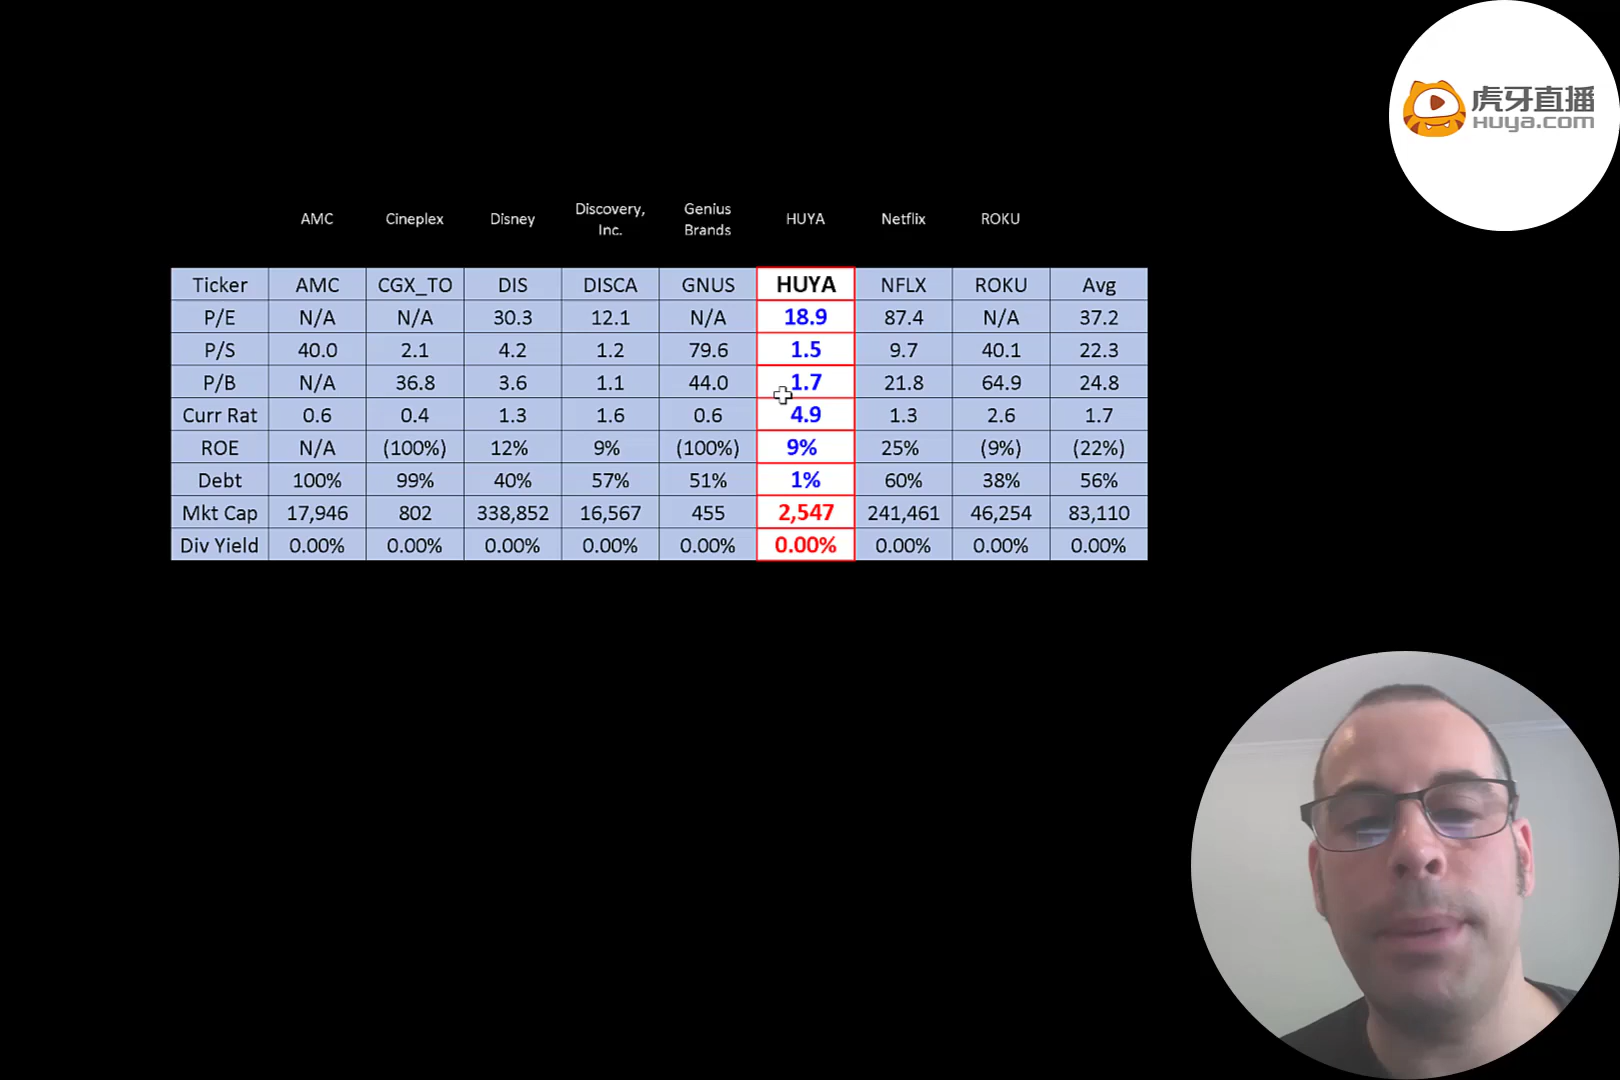 虎牙直播
HUYA.com
AMC Cineplex Disney Discovery, Inc. Genius Brands HUYA Netflix ROKU
Ticker AMC CGX_TO DIS DISCA GNUS HUYA NFLX ROKU Avg
P/E N/A N/A 30.3 12.1 N/A 18.9 87.4 N/A 37.2
P/S 40.0 2.1 4.2 1.2 79.6 1.5 9.7 40.1 22.3
P/B N/A 36.8 3.6 1.1 44.0 1.7 21.8 64.9 24.8
Curr Rat 0.6 0.4 1.3 1.6 0.6 4.9 1.3 2.6 1.7
ROE N/A (100%) 12% 9% (100%) 9% 25% (9%) (22%)
Debt 100% 99% 40% 57% 51% 1% 60% 38% 56%
Mkt Cap 17,946 802 338,852 16,567 455 2,547 241,461 46,254 83,110
Div Yield 0.00% 0.00% 0.00% 0.00% 0.00% 0.00% 0.00% 0.00% 0.00%